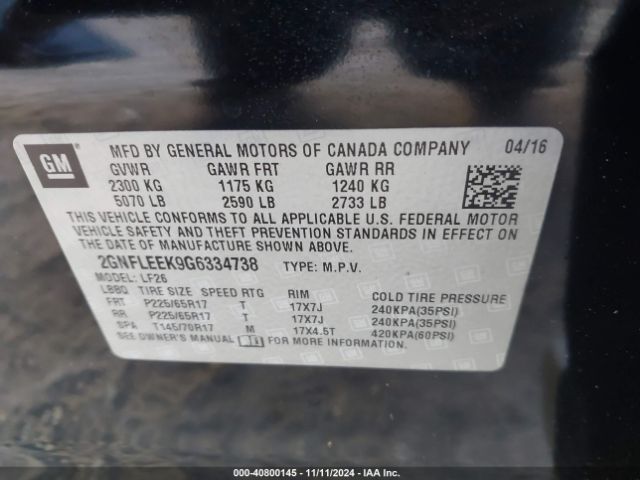 GM
MFD BY GENERAL MOTORS OF CANADA COMPANY 04/16
GVWR GAWR FRT GAWR RR
2300 KG 1175 KG 1240 KG
5070 LB 2590 LB 2733 LB
THIS VEHICLE CONFORMS TO ALL APPLICABLE U.S. FEDERAL MOTOR
VEHICLE SAFETY AND THEFT PREVENTION STANDARDS IN EFFECT ON
THE DATE OF MANUFACTURE SHOWN ABOVE.
2GNFLEEK9G6334738 TYPE: M.P.V.
MODEL: LF26
LBBQ TIRE SIZE SPEED RTG RIM COLD TIRE PRESSURE
FRT P225/65R17 T 17X7J 240KPA(35PSI)
RR P225/65R17 T 17X7J 240KPA(35PSI)
SPA T145/70R17 M 17X4.5T 420KPA(60PSI)
SEE OWNER'S MANUAL FOR MORE INFORMATION.
000-40800145 - 11/11/2024 - IAA Inc.